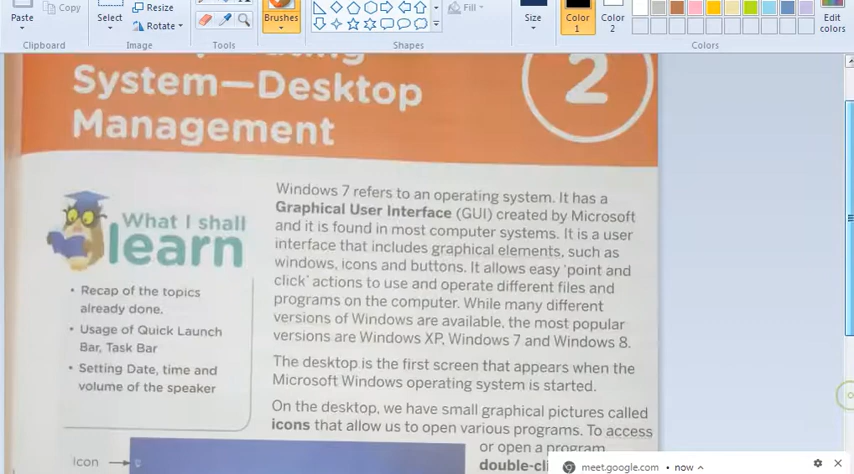 Paste
Copy
Clipboard
Select
Resize
Rotate
Image
Tools
Brushes
Shapes
Fill
Size
Color
1
Color
2
Edit
colors
Colors
System—Desktop
Management
2
What I shall
learn
• Recap of the topics
already done.
• Usage of Quick Launch
Bar, Task Bar
• Setting Date, time and
volume of the speaker
Windows 7 refers to an operating system. It has a
Graphical User Interface (GUI) created by Microsoft
and it is found in most computer systems. It is a user
interface that includes graphical elements, such as
windows, icons and buttons. It allows easy 'point and
click' actions to use and operate different files and
programs on the computer. While many different
versions of Windows are available, the most popular
versions are Windows XP, Windows 7 and Windows 8.
The desktop is the first screen that appears when the
Microsoft Windows operating system is started.
On the desktop, we have small graphical pictures called
icons that allow us to open various programs. To access
or open a program
Icon
meet.google.com • now